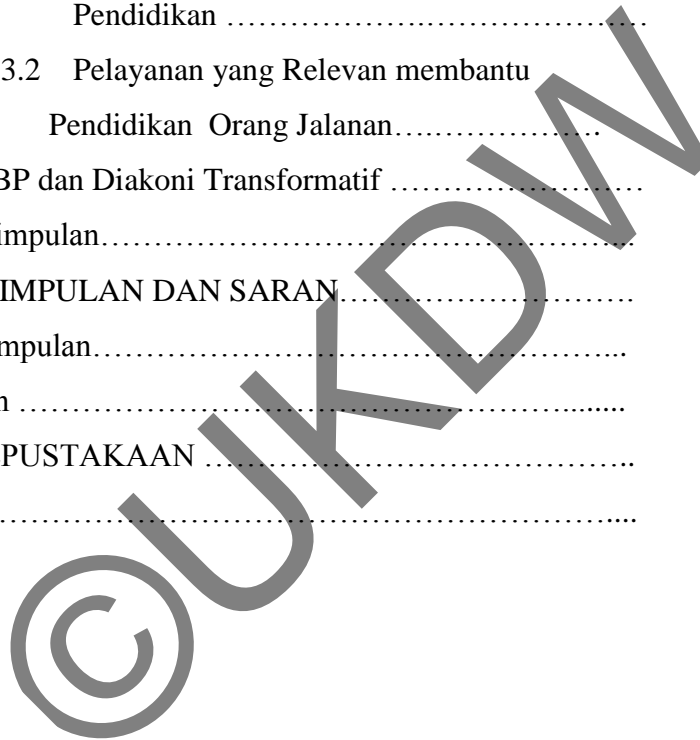 Pendidikan ……………….…………………
3.2 Pelayanan yang Relevan membantu
Pendidikan Orang Jalanan….…………….
BP dan Diakoni Transformatif ……………………
impulan…………………………………………...
IMPULAN DAN SARAN……………………….
mpulan…………………………………………...
n …………………………………………….........
PUSTAKAAN …………………………………..
…………………………………………………....
©UKDW